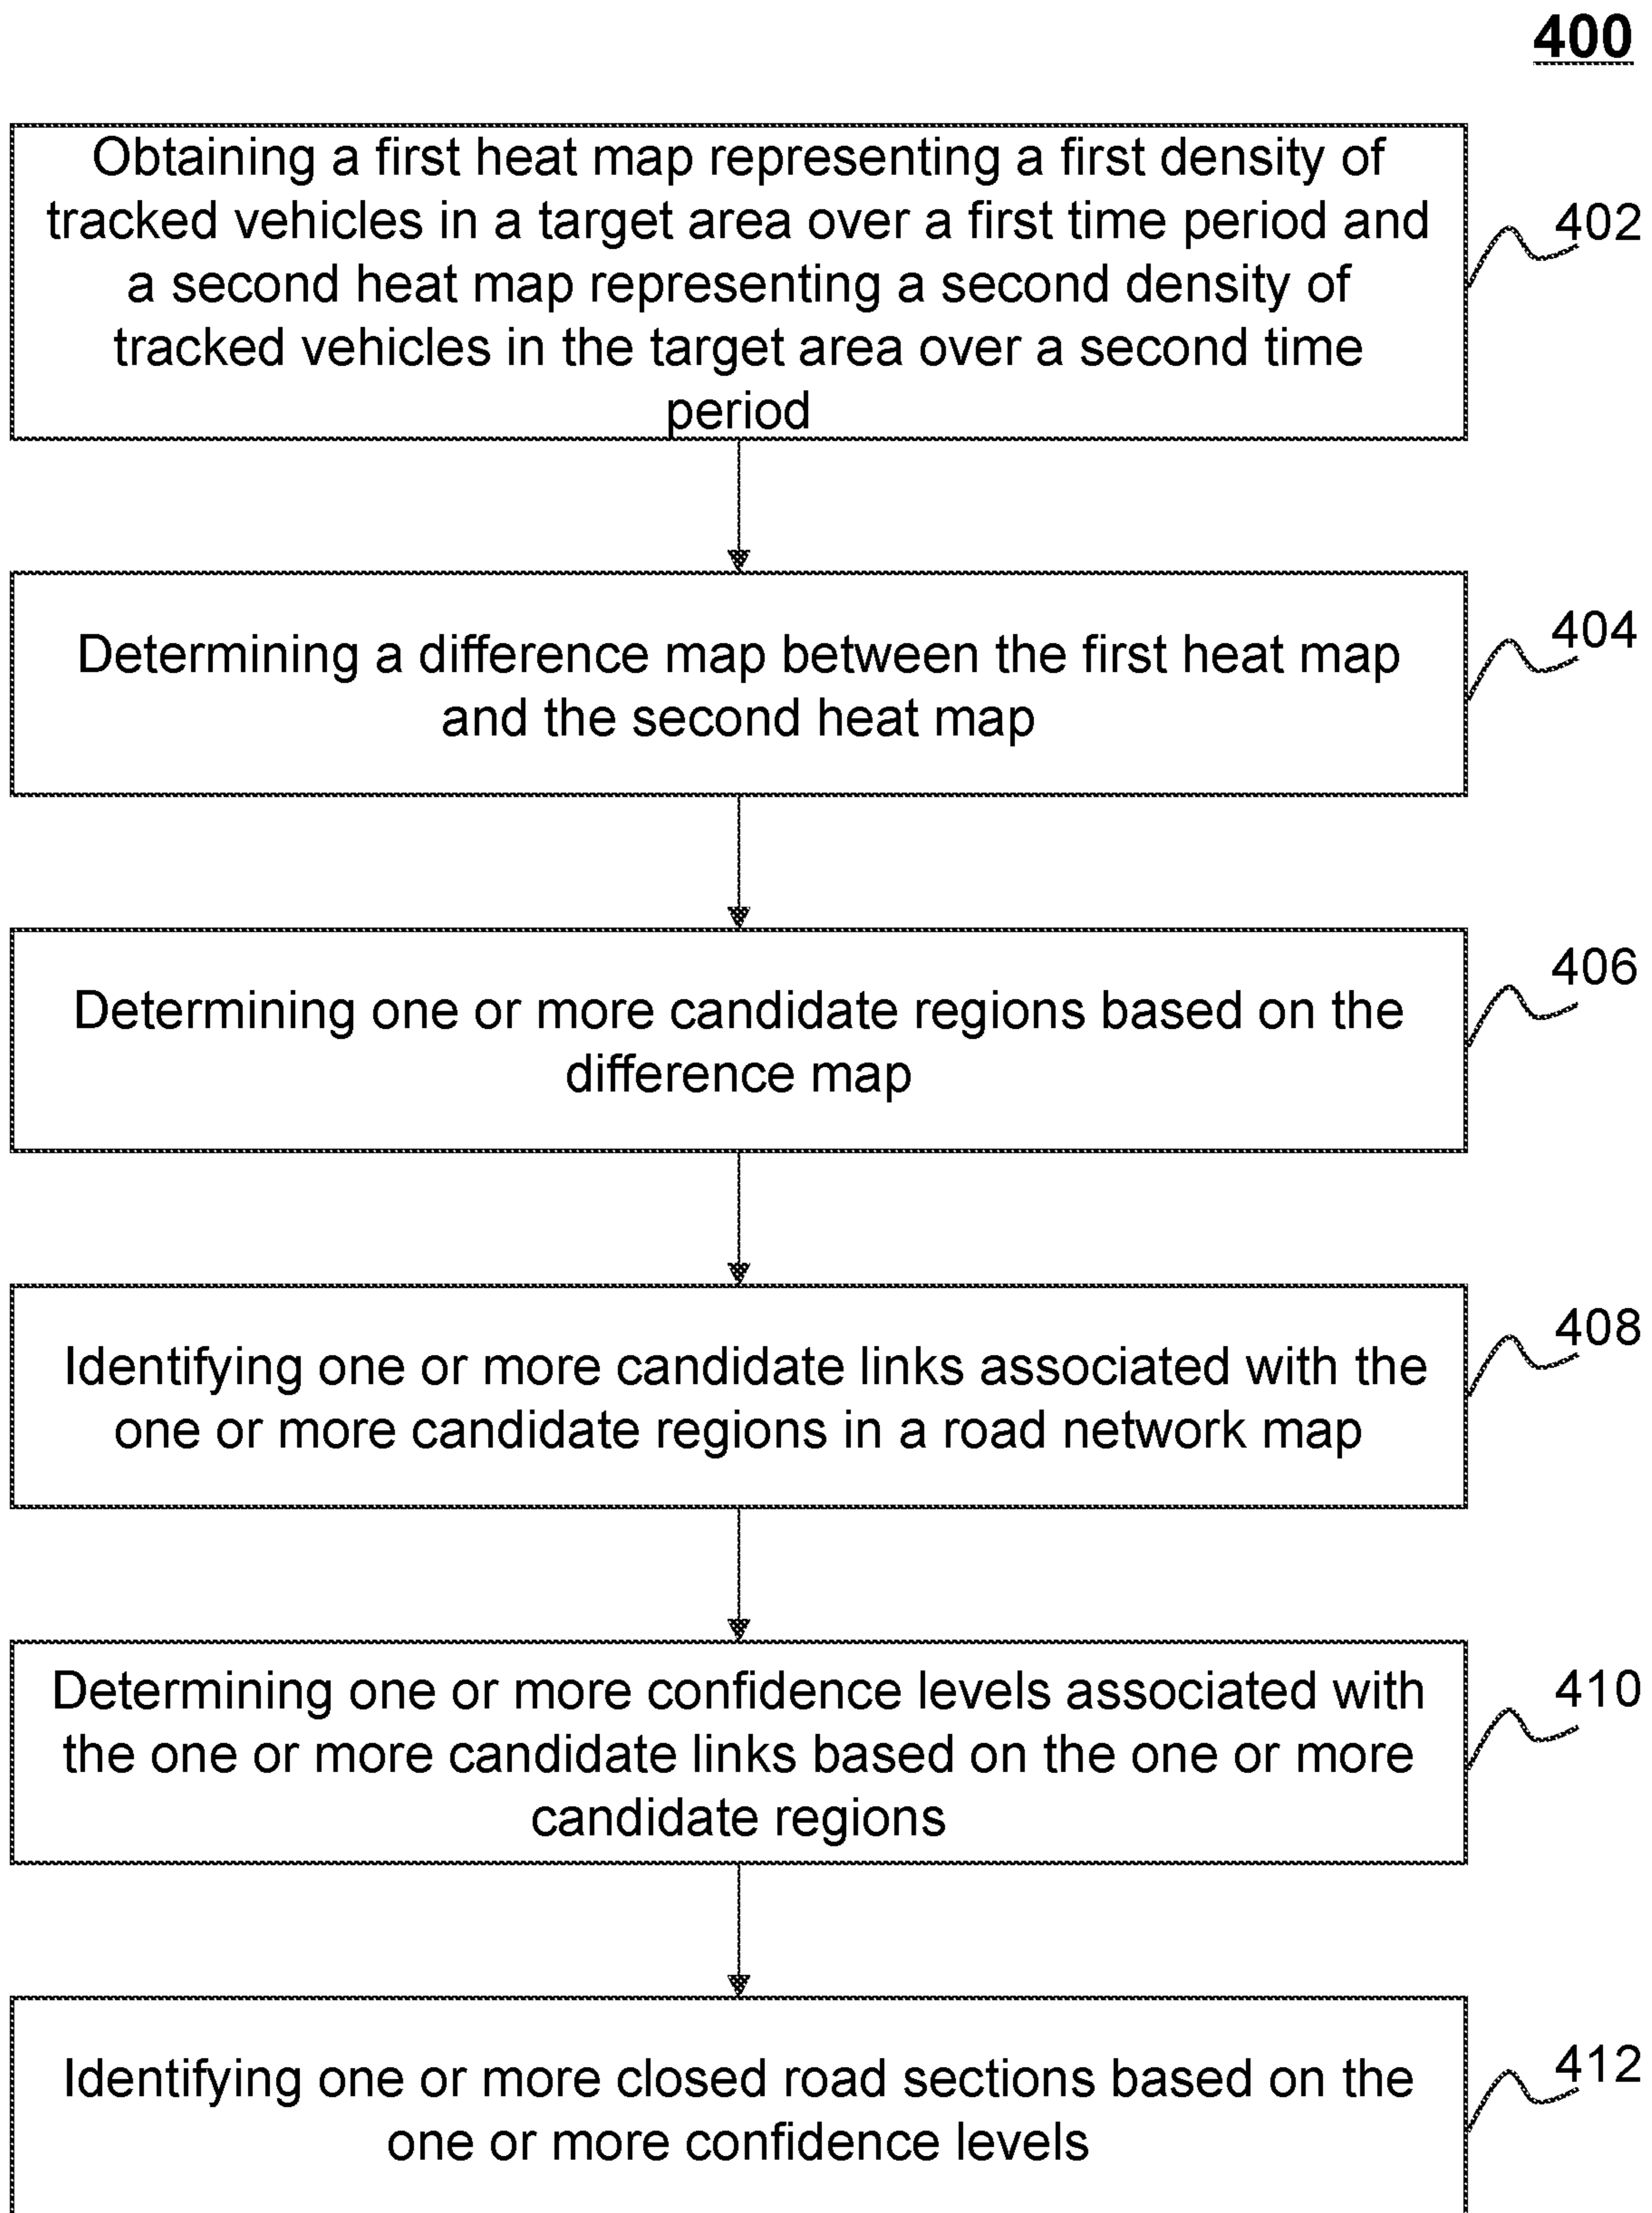 400
Obtaining a first heat map representing a first density of
tracked vehicles in a target area over a first time period and
a second heat map representing a second density of
tracked vehicles in the target area over a second time
period
402
Determining a difference map between the first heat map
and the second heat map
404
Determining one or more candidate regions based on the
difference map
406
Identifying one or more candidate links associated with the
one or more candidate regions in a road network map
408
Determining one or more confidence levels associated with
the one or more candidate links based on the one or more
candidate regions
410
Identifying one or more closed road sections based on the
one or more confidence levels
412